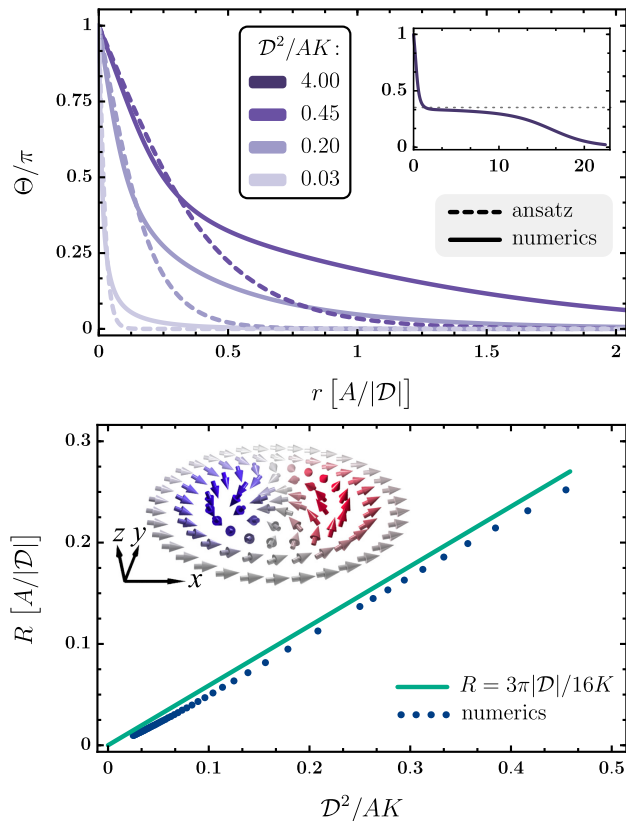 1
0.75
0.5
0.25
0
Θ/π
𝒟²/AK :
4.00
0.45
0.20
0.03
1
0.5
0
0 10 20
ansatz
numerics
0 0.5 1 1.5 2
r [A/|𝒟|]
0.3
0.2
0.1
0
R [A/|𝒟|]
z y
x
R = 3π|𝒟|/16K
numerics
0 0.1 0.2 0.3 0.4 0.5
𝒟²/AK